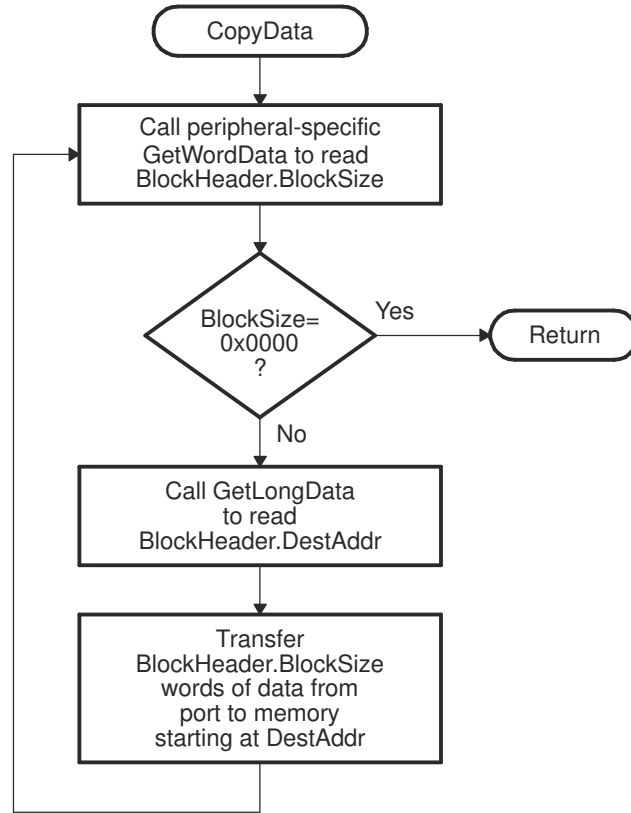 CopyData
Call peripheral-specific
GetWordData to read
BlockHeader.BlockSize
BlockSize=
0x0000
?
Yes
Return
No
Call GetLongData
to read
BlockHeader.DestAddr
Transfer
BlockHeader.BlockSize
words of data from
port to memory
starting at DestAddr